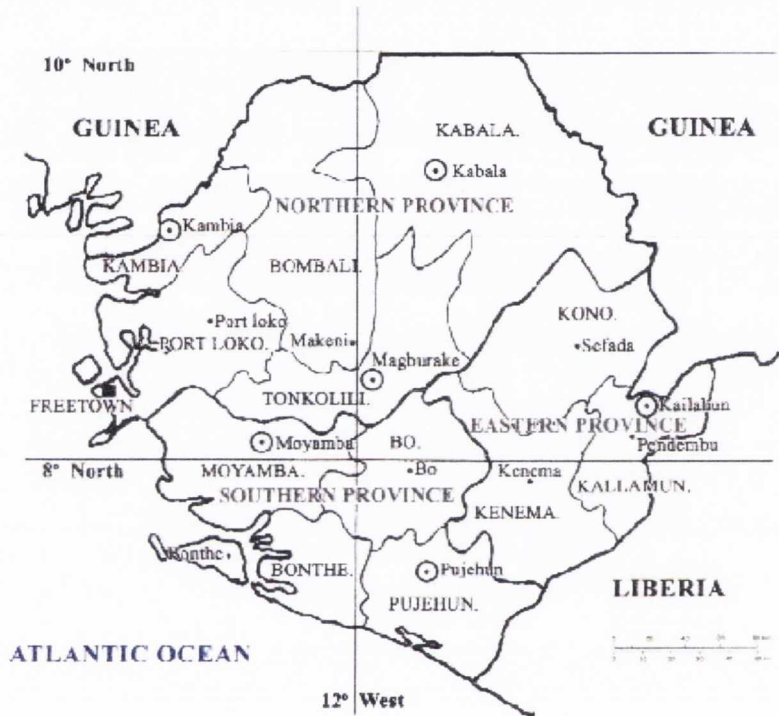 10° North
GUINEA
GUINEA
KABALA.
Kabala
NORTHERN PROVINCE
Kambia
KAMBIA
BOMBALI.
KONO.
Port loko
PORT LOKO.
Makeni
Sefada
Magburake
TONKOLILI.
FREETOWN
Kailahun
EASTERN PROVINCE
Moyamba
BO.
Pendembu
8° North
MOYAMBA.
Bo
Kenema
KALLAMUN.
SOUTHERN PROVINCE
KENEMA.
Bonthe
BONTHE.
Pujehun
PUJEHUN.
LIBERIA
ATLANTIC OCEAN
12° West